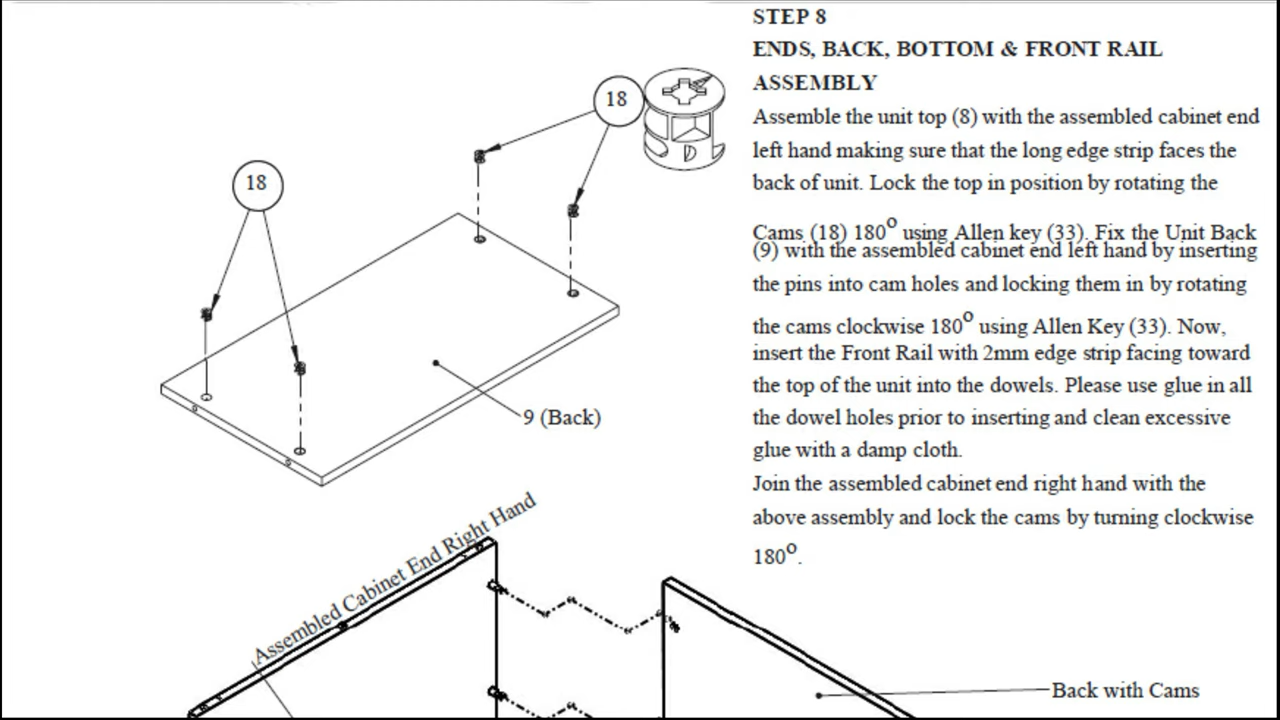 STEP 8
ENDS, BACK, BOTTOM & FRONT RAIL
ASSEMBLY
Assemble the unit top (8) with the assembled cabinet end
left hand making sure that the long edge strip faces the
back of unit. Lock the top in position by rotating the
Cams (18) 180º using Allen key (33). Fix the Unit Back
(9) with the assembled cabinet end left hand by inserting
the pins into cam holes and locking them in by rotating
the cams clockwise 180º using Allen Key (33). Now,
insert the Front Rail with 2mm edge strip facing toward
the top of the unit into the dowels. Please use glue in all
the dowel holes prior to inserting and clean excessive
glue with a damp cloth.
Join the assembled cabinet end right hand with the
above assembly and lock the cams by turning clockwise
180º.
18
18
9 (Back)
Assembled Cabinet End Right Hand
Back with Cams